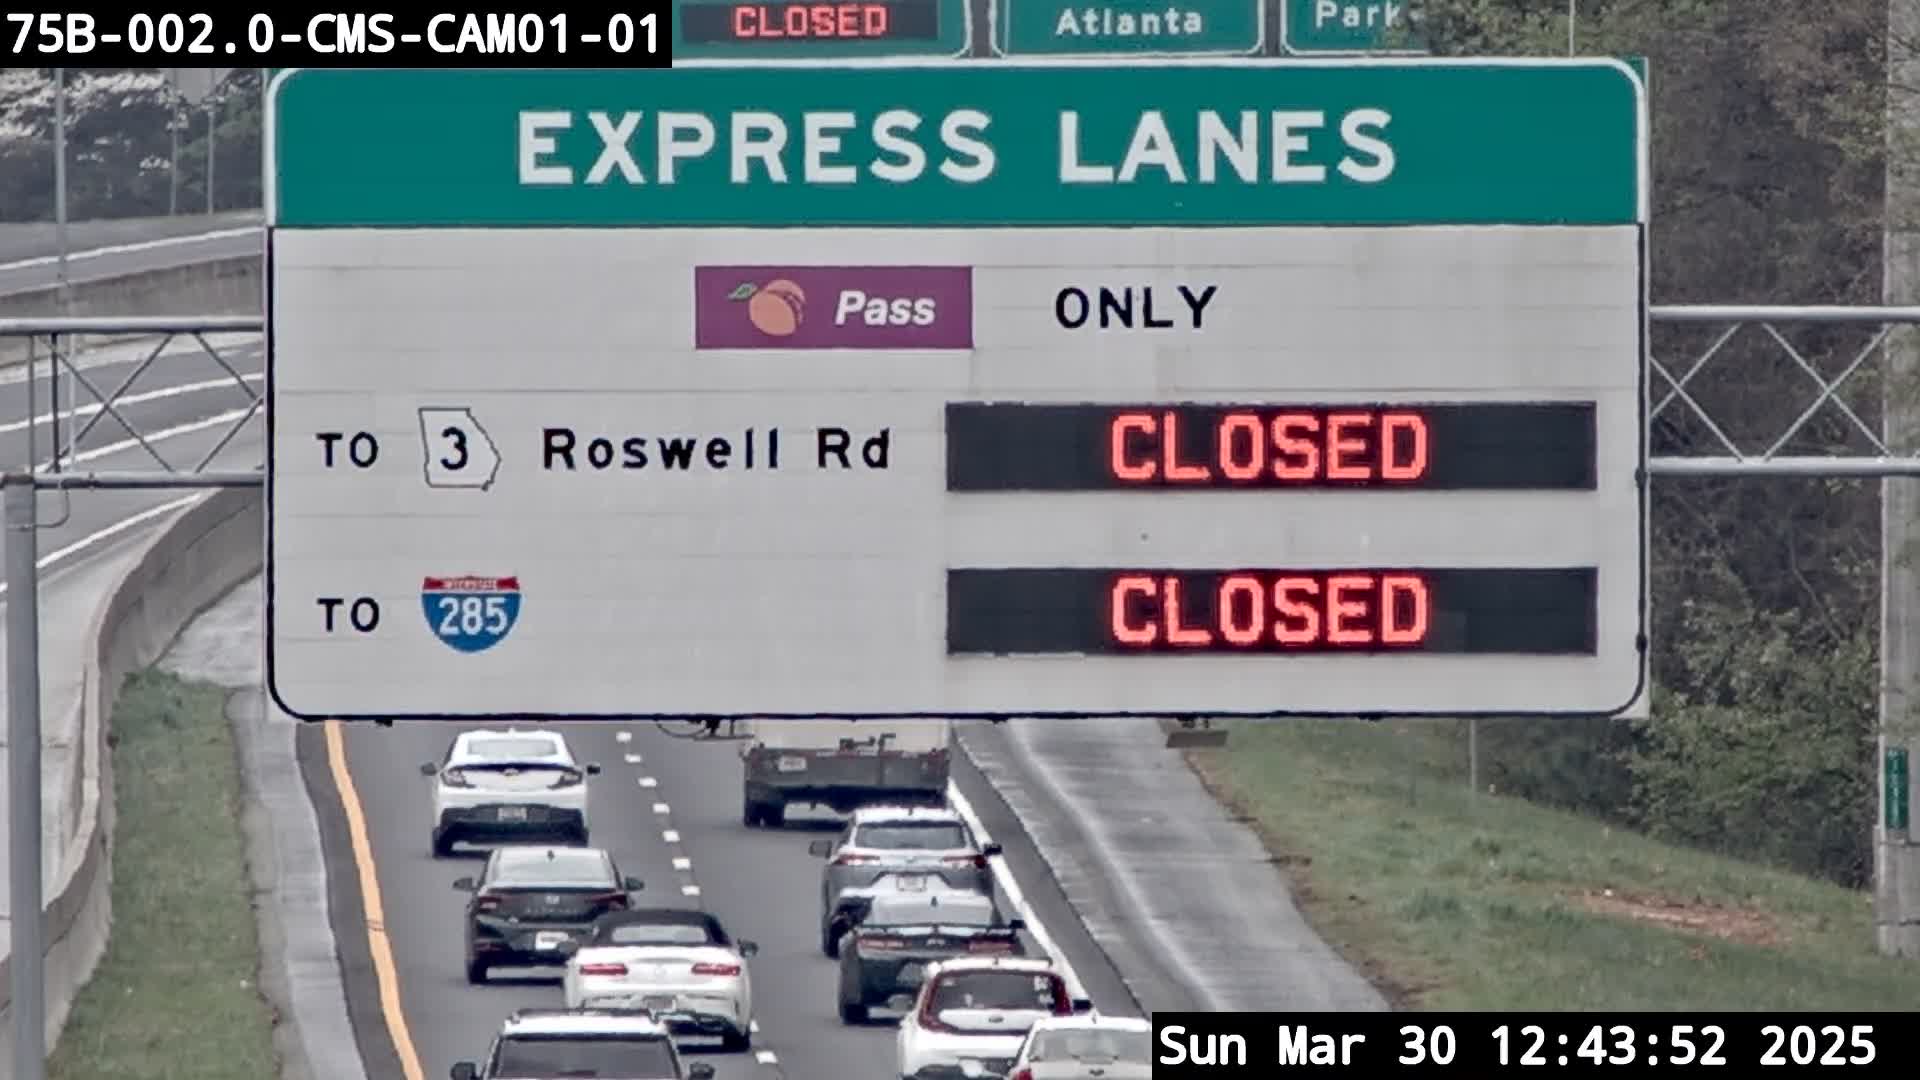 75B-002.0-CMS-CAM01-01
CLOSED
Atlanta
Park
EXPRESS LANES
Pass ONLY
TO 3 Roswell Rd CLOSED
TO 285 CLOSED
Sun Mar 30 12:43:52 2025